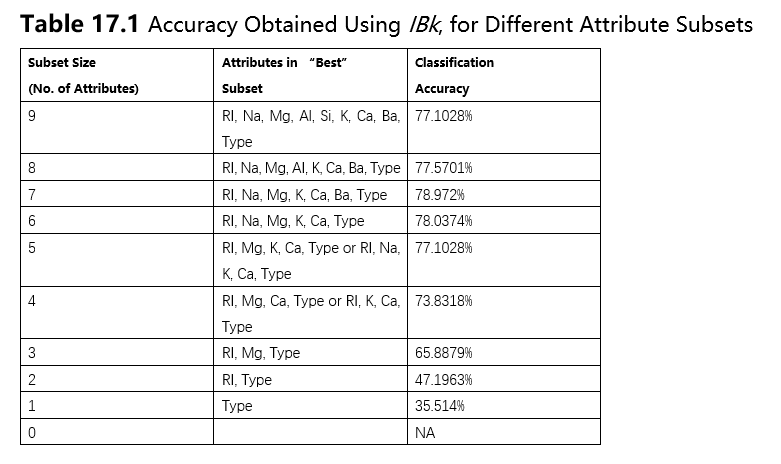 Table 17.1 Accuracy Obtained Using IBk, for Different Attribute Subsets
Subset Size
(No. of Attributes)
Attributes in “Best”
Subset
Classification
Accuracy
9
RI, Na, Mg, Al, Si, K, Ca, Ba,
Type
77.1028%
8
RI, Na, Mg, Al, K, Ca, Ba, Type
77.5701%
7
RI, Na, Mg, K, Ca, Ba, Type
78.972%
6
RI, Na, Mg, K, Ca, Type
78.0374%
5
RI, Mg, K, Ca, Type or RI, Na,
K, Ca, Type
77.1028%
4
RI, Mg, Ca, Type or RI, K, Ca,
Type
73.8318%
3
RI, Mg, Type
65.8879%
2
RI, Type
47.1963%
1
Type
35.514%
0
NA